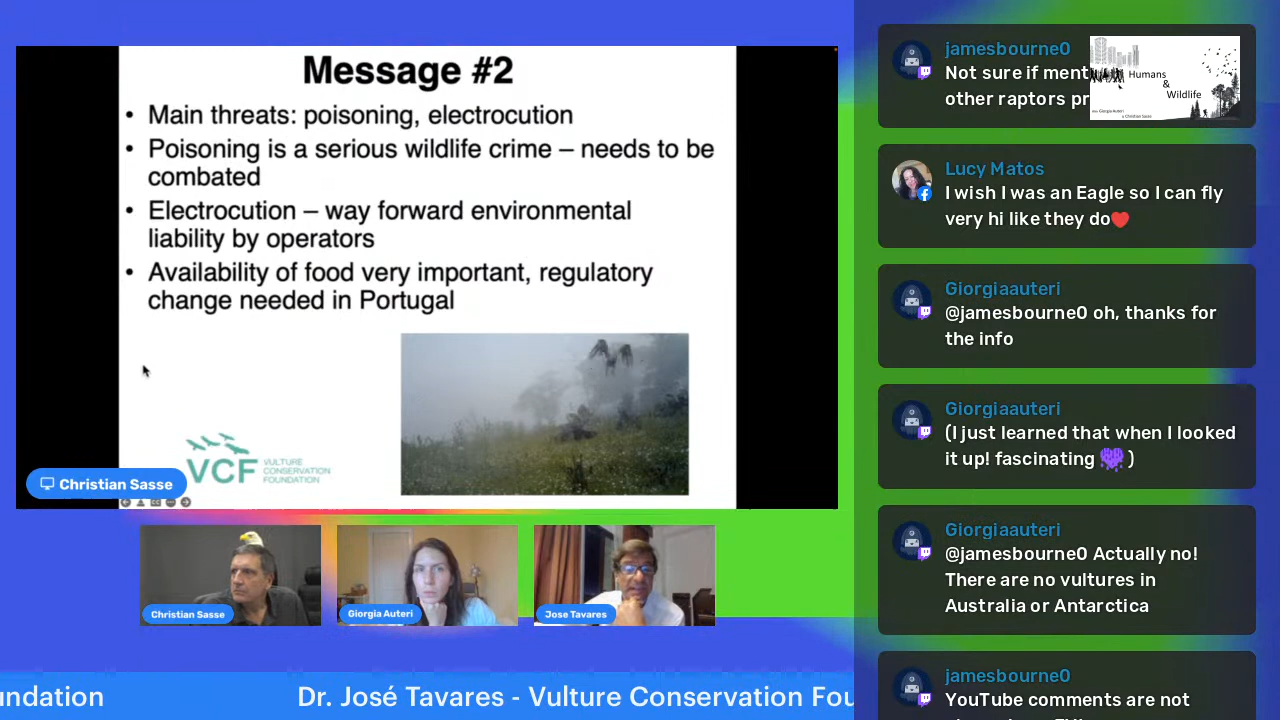 Message #2
• Main threats: poisoning, electrocution
• Poisoning is a serious wildlife crime – needs to be
combated
• Electrocution – way forward environmental
liability by operators
• Availability of food very important, regulatory
change needed in Portugal
VCF
VULTURE
CONSERVATION
FOUNDATION
Christian Sasse
Christian Sasse
Giorgia Auteri
Jose Tavares
undation
Dr. José Tavares - Vulture Conservation Fou
jamesbourne0
Not sure if ment
other raptors pr
Humans
&
Wildlife
Lucy Matos
I wish I was an Eagle so I can fly
very hi like they do❤️
Giorgiaauteri
@jamesbourne0 oh, thanks for
the info
Giorgiaauteri
(I just learned that when I looked
it up! fascinating )
Giorgiaauteri
@jamesbourne0 Actually no!
There are no vultures in
Australia or Antarctica
jamesbourne0
YouTube comments are not